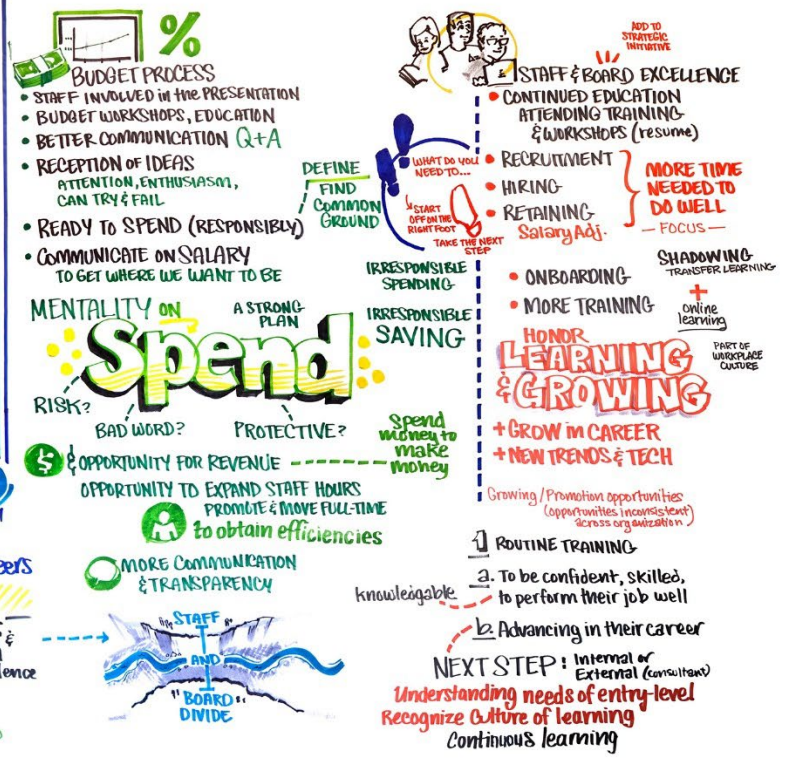 %
BUDGET PROCESS
• STAFF INVOLVED in the PRESENTATION
• BUDGET WORKSHOPS, EDUCATION
• BETTER COMMUNICATION Q+A
• RECEPTION OF IDEAS
ATTENTION, ENTHUSIASM,
CAN TRY & FAIL
• READY TO SPEND (RESPONSIBLY)
• COMMUNICATE ON SALARY
TO GET WHERE WE WANT TO BE
DEFINE
FIND
COMMON
GROUND
MENTALITY ON
Spend
A STRONG
PLAN
IRRESPONSIBLE
SPENDING
IRRESPONSIBLE
SAVING
RISK?
BAD WORD?
PROTECTIVE?
$ & OPPORTUNITY FOR REVENUE
Spend
money to
make
money
OPPORTUNITY TO EXPAND STAFF HOURS
PROMOTE & MOVE FULL-TIME
to obtain efficiencies
MORE COMMUNICATION
& TRANSPARENCY
STAFF
AND
BOARD
DIVIDE
eers
&
ence
ADD TO
STRATEGIC
INITIATIVE
STAFF & BOARD EXCELLENCE
• CONTINUED EDUCATION
ATTENDING TRAINING
& WORKSHOPS (resume)
!
WHAT DO YOU
NEED TO...
START
OFF ON THE
RIGHT FOOT
TAKE THE NEXT
STEP
• RECRUITMENT
• HIRING
• RETAINING
Salary Adj.
MORE TIME
NEEDED TO
DO WELL
— FOCUS —
• ONBOARDING
• MORE TRAINING
SHADOWING
TRANSFER LEARNING
+
online
learning
PART OF
WORKPLACE
CULTURE
HONOR
LEARNING
& GROWING
+ GROW in CAREER
+ NEW TRENDS & TECH
Growing/Promotion opportunities
(opportunities inconsistent)
across organization)
1 ROUTINE TRAINING
a. To be confident, skilled,
to perform their job well
knowledgable
b. Advancing in their career
NEXT STEP: Internal or
External (consultant)
Understanding needs of entry-level
Recognize Culture of learning
Continuous learning